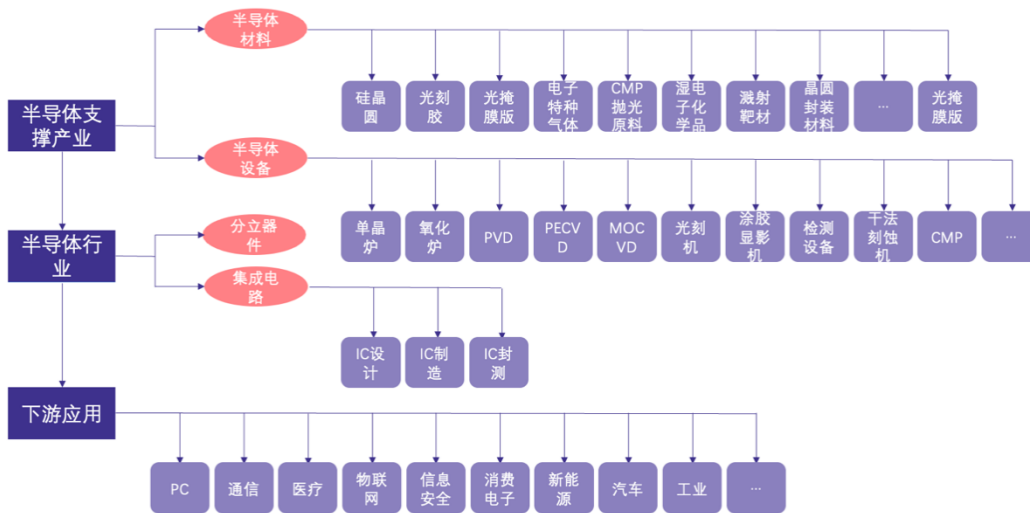 半导体
材料
硅晶
圆
光刻
胶
光掩
膜版
电子
特种
气体
CMP
抛光
原料
湿电
子化
学品
溅射
靶材
晶圆
封装
材料
…
光掩
膜版
半导体支
撑产业
半导体
设备
单晶
炉
氧化
炉
PVD
PECV
D
MOC
VD
光刻
机
涂胶
显影
机
检测
设备
干法
刻蚀
机
CMP
…
分立器
件
半导体行
业
集成电
路
IC设
计
IC制
造
IC封
测
下游应用
PC
通信
医疗
物联
网
信息
安全
消费
电子
新能
源
汽车
工业
…